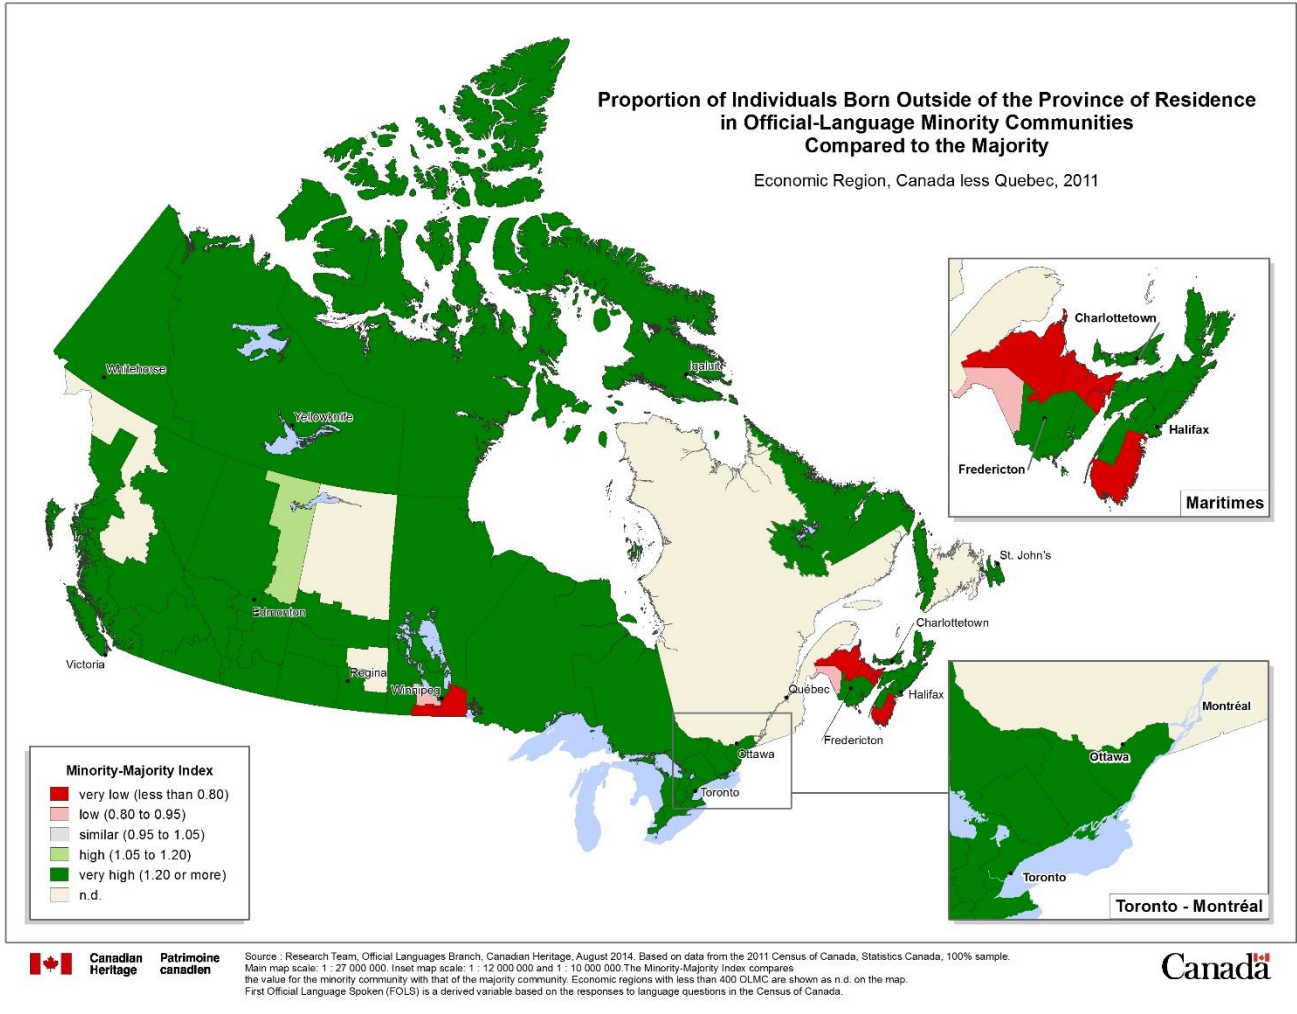 Proportion of Individuals Born Outside of the Province of Residence
in Official-Language Minority Communities
Compared to the Majority
Economic Region, Canada less Quebec, 2011
Whitehorse
Yellowknife
Iqaluit
Edmonton
Victoria
Regina
Winnipeg
St. John's
Charlottetown
Halifax
Québec
Fredericton
Ottawa
Toronto
Charlottetown
Halifax
Fredericton
Maritimes
Montréal
Ottawa
Toronto
Toronto - Montréal
Minority-Majority Index
very low (less than 0.80)
low (0.80 to 0.95)
similar (0.95 to 1.05)
high (1.05 to 1.20)
very high (1.20 or more)
n.d.
Canadian Heritage
Patrimoine canadien
Source : Research Team, Official Languages Branch, Canadian Heritage, August 2014. Based on data from the 2011 Census of Canada, Statistics Canada, 100% sample.
Main map scale: 1 : 27 000 000. Inset map scale: 1 : 12 000 000 and 1 : 10 000 000.The Minority-Majority Index compares
the value for the minority community with that of the majority community. Economic regions with less than 400 OLMC are shown as n.d. on the map.
First Official Language Spoken (FOLS) is a derived variable based on the responses to language questions in the Census of Canada.
Canada